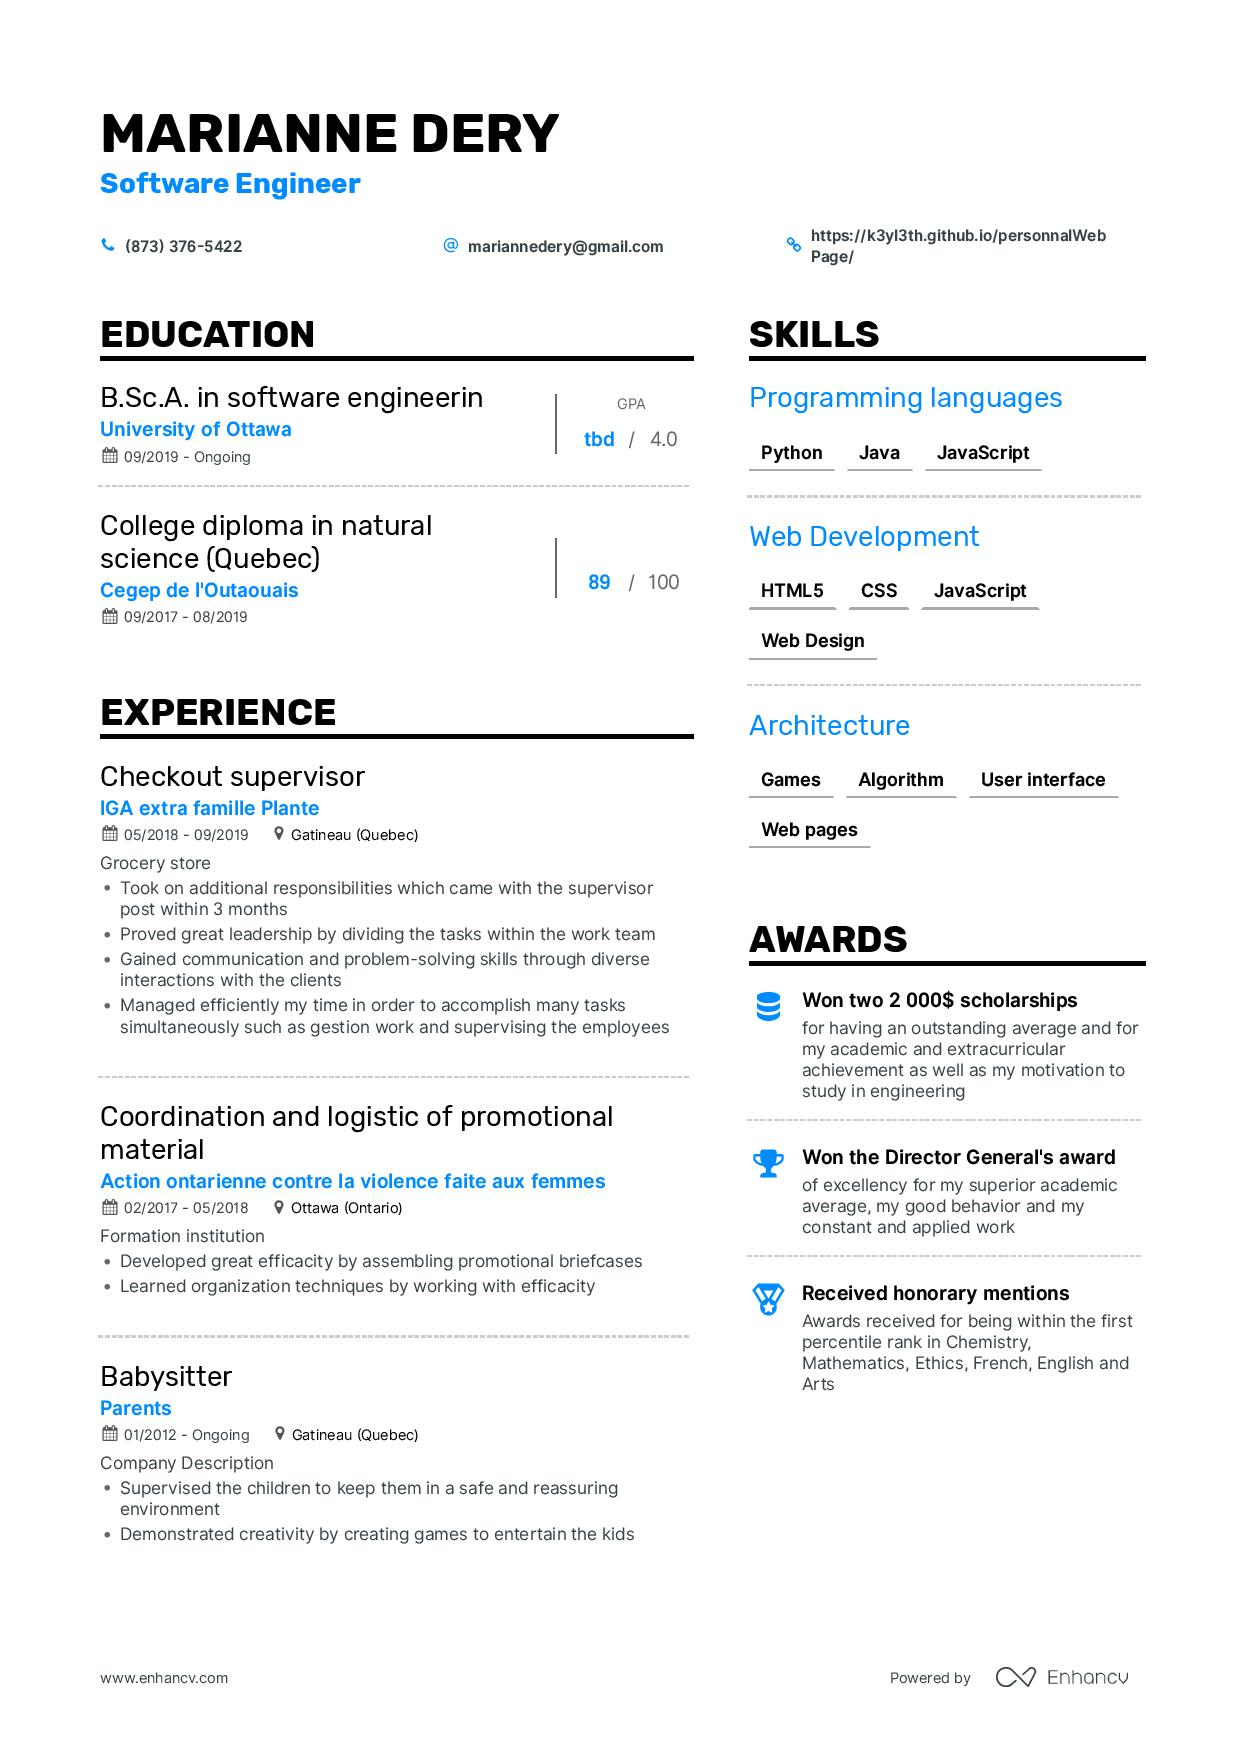 MARIANNE DERY
Software Engineer
(873) 376-5422
mariannedery@gmail.com
https://k3yl3th.github.io/personnalWeb
Page/
EDUCATION
B.Sc.A. in software engineerin
University of Ottawa
09/2019 - Ongoing
GPA
tbd / 4.0
College diploma in natural
science (Quebec)
Cegep de l'Outaouais
09/2017 - 08/2019
89 / 100
EXPERIENCE
Checkout supervisor
IGA extra famille Plante
05/2018 - 09/2019 Gatineau (Quebec)
Grocery store
• Took on additional responsibilities which came with the supervisor
post within 3 months
• Proved great leadership by dividing the tasks within the work team
• Gained communication and problem-solving skills through diverse
interactions with the clients
• Managed efficiently my time in order to accomplish many tasks
simultaneously such as gestion work and supervising the employees
Coordination and logistic of promotional
material
Action ontarienne contre la violence faite aux femmes
02/2017 - 05/2018 Ottawa (Ontario)
Formation institution
• Developed great efficacity by assembling promotional briefcases
• Learned organization techniques by working with efficacity
Babysitter
Parents
01/2012 - Ongoing Gatineau (Quebec)
Company Description
• Supervised the children to keep them in a safe and reassuring
environment
• Demonstrated creativity by creating games to entertain the kids
SKILLS
Programming languages
Python Java JavaScript
Web Development
HTML5 CSS JavaScript
Web Design
Architecture
Games Algorithm User interface
Web pages
AWARDS
Won two 2 000$ scholarships
for having an outstanding average and for
my academic and extracurricular
achievement as well as my motivation to
study in engineering
Won the Director General's award
of excellency for my superior academic
average, my good behavior and my
constant and applied work
Received honorary mentions
Awards received for being within the first
percentile rank in Chemistry,
Mathematics, Ethics, French, English and
Arts
www.enhancv.com
Powered by Enhancv